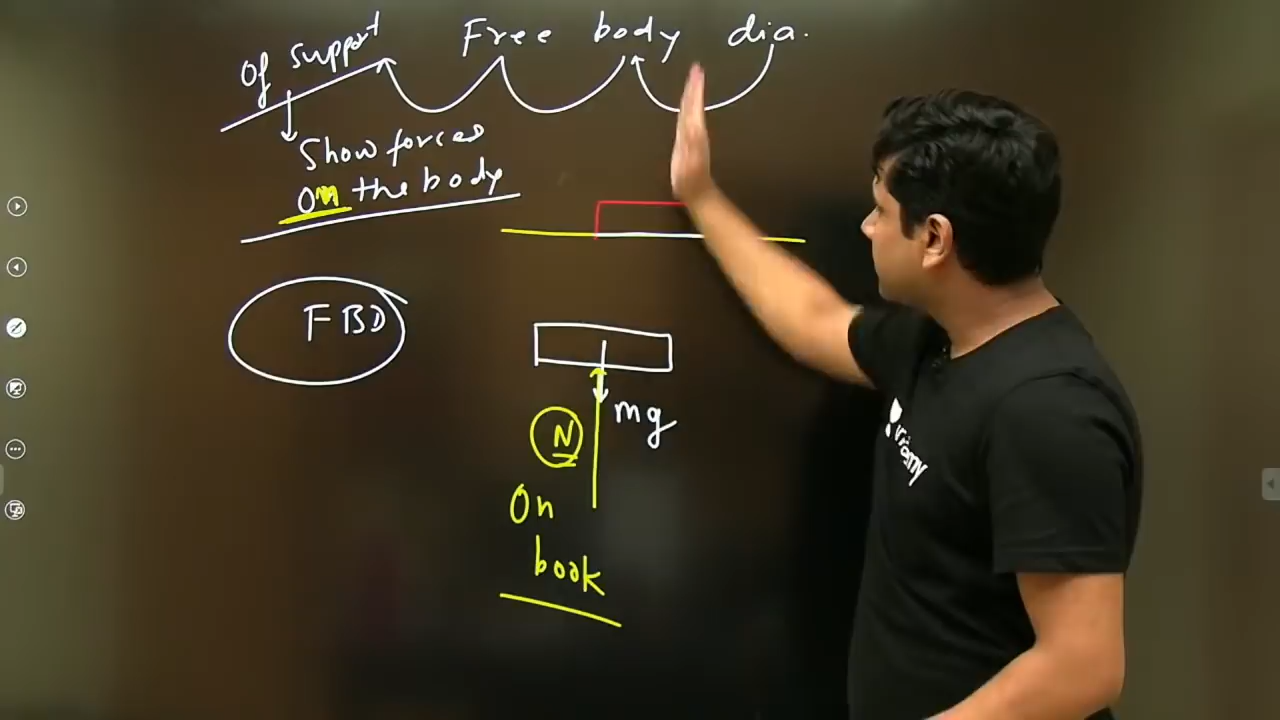 Free body dia.
Of support
Show forces
on the body
FBD
mg
N
On
book